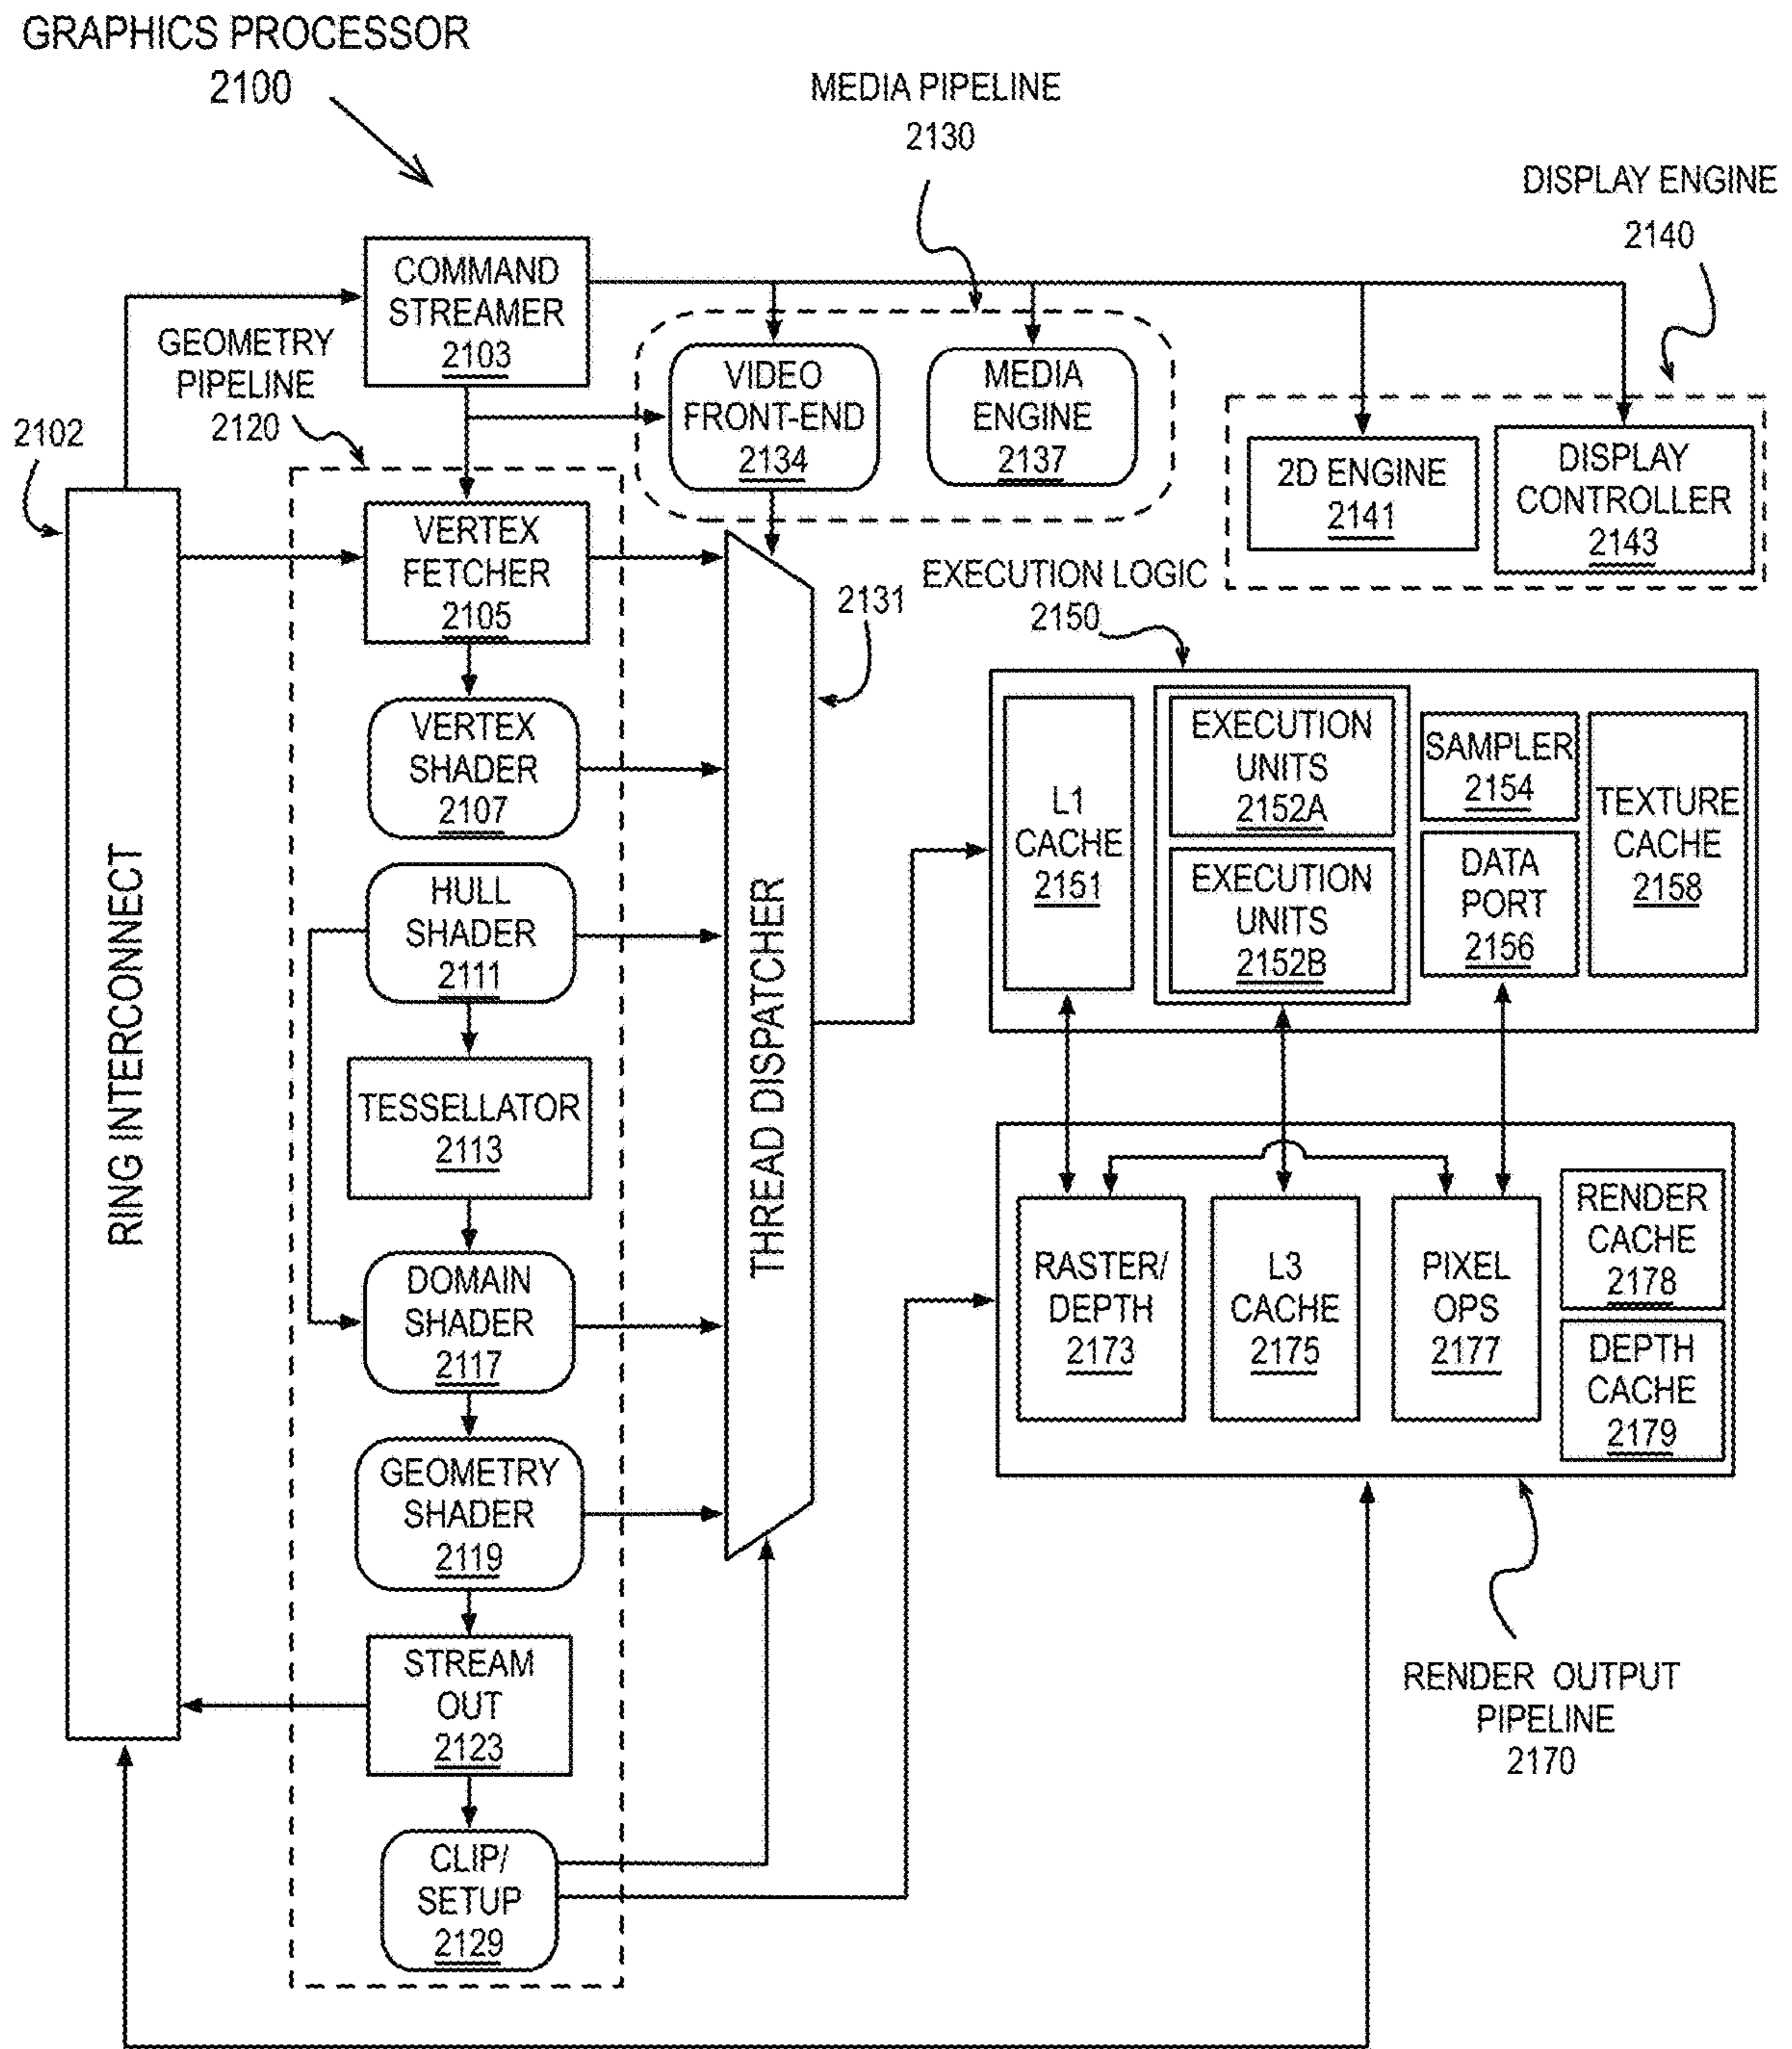 GRAPHICS PROCESSOR
2100
MEDIA PIPELINE
2130
DISPLAY ENGINE
2140
COMMAND
STREAMER
2103
GEOMETRY
PIPELINE
2120
2102
VIDEO
FRONT-END
2134
MEDIA
ENGINE
2137
2D ENGINE
2141
DISPLAY
CONTROLLER
2143
RING INTERCONNECT
VERTEX
FETCHER
2105
VERTEX
SHADER
2107
HULL
SHADER
2111
TESSELLATOR
2113
DOMAIN
SHADER
2117
GEOMETRY
SHADER
2119
STREAM
OUT
2123
CLIP/
SETUP
2129
THREAD DISPATCHER
2131
EXECUTION LOGIC
2150
L1
CACHE
2151
EXECUTION
UNITS
2152A
EXECUTION
UNITS
2152B
SAMPLER
2154
DATA
PORT
2156
TEXTURE
CACHE
2158
RASTER/
DEPTH
2173
L3
CACHE
2175
PIXEL
OPS
2177
RENDER
CACHE
2178
DEPTH
CACHE
2179
RENDER OUTPUT
PIPELINE
2170